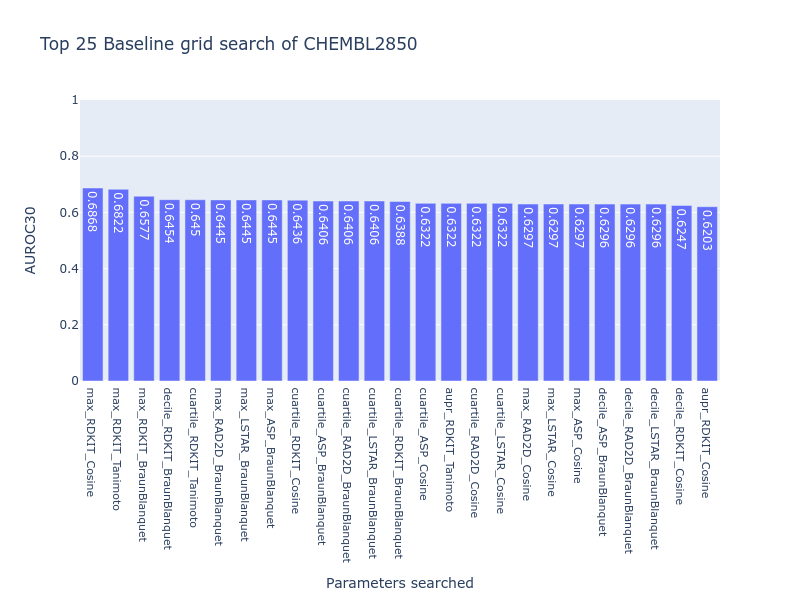 Top 25 Baseline grid search of CHEMBL2850
AUROC30
1
0.8
0.6
0.4
0.2
0
0.6868
0.6822
0.6577
0.6454
0.645
0.6445
0.6445
0.6445
0.6436
0.6406
0.6406
0.6406
0.6388
0.6322
0.6322
0.6322
0.6322
0.6297
0.6297
0.6297
0.6296
0.6296
0.6296
0.6247
0.6203
max_RDKIT_Cosine
max_RDKIT_Tanimoto
max_RDKIT_BraunBlanquet
decile_RDKIT_BraunBlanquet
cuartile_RDKIT_Tanimoto
max_RAD2D_BraunBlanquet
max_LSTAR_BraunBlanquet
max_ASP_BraunBlanquet
cuartile_RDKIT_Cosine
cuartile_ASP_BraunBlanquet
cuartile_RAD2D_BraunBlanquet
cuartile_LSTAR_BraunBlanquet
cuartile_RDKIT_BraunBlanquet
cuartile_ASP_Cosine
aupr_RDKIT_Tanimoto
cuartile_RAD2D_Cosine
cuartile_LSTAR_Cosine
max_RAD2D_Cosine
max_LSTAR_Cosine
max_ASP_Cosine
decile_ASP_BraunBlanquet
decile_RAD2D_BraunBlanquet
decile_LSTAR_BraunBlanquet
decile_RDKIT_Cosine
aupr_RDKIT_Cosine
Parameters searched